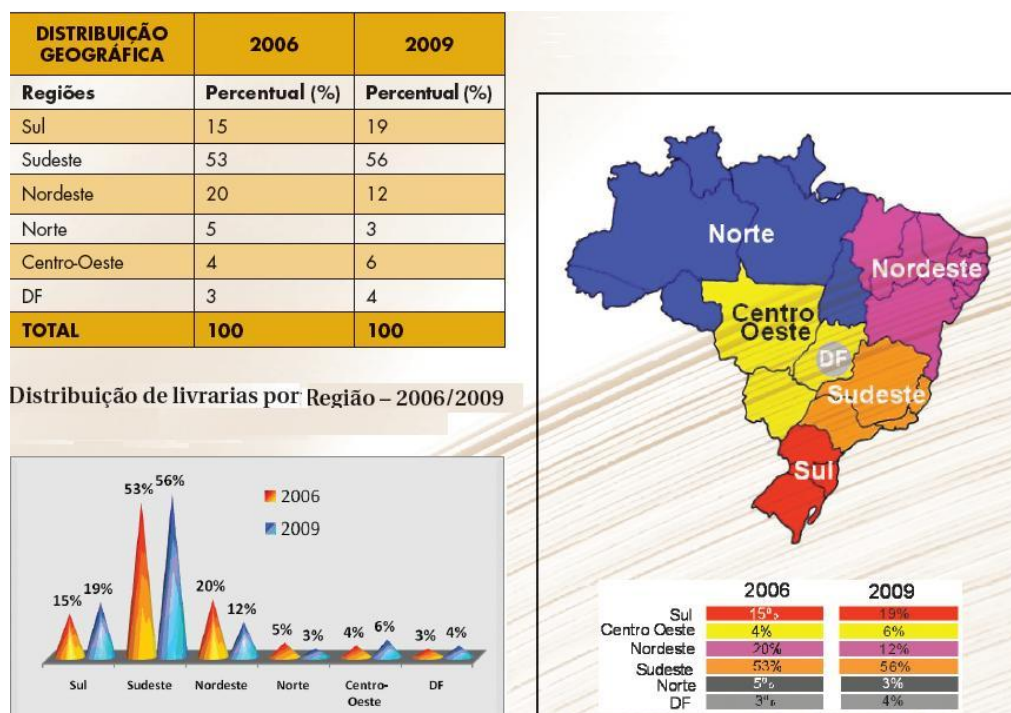 DISTRIBUIÇÃO GEOGRÁFICA 2006 2009
Regiões Percentual (%) Percentual (%)
Sul 15 19
Sudeste 53 56
Nordeste 20 12
Norte 5 3
Centro-Oeste 4 6
DF 3 4
TOTAL 100 100
Distribuição de livrarias por Região – 2006/2009
53% 56%
2006
2009
15% 19% 20% 12% 5% 3% 4% 6% 3% 4%
Sul Sudeste Nordeste Norte Centro-
Oeste DF
Norte
Nordeste
Centro
Oeste
DF
Sudeste
Sul
2006 2009
Sul 15% 19%
Centro Oeste 4% 6%
Nordeste 20% 12%
Sudeste 53% 56%
Norte 5% 3%
DF 3% 4%